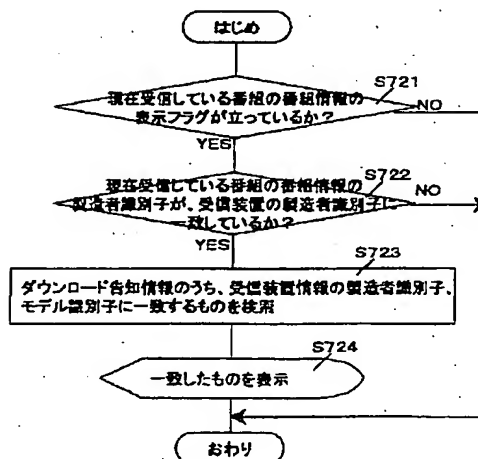 はじめ
S721
現在受信している番組の番組情報の
表示フラグが立っているか？
NO
YES
S722
現在受信している番組の番組情報の
製造者識別子が、受信装置の製造者識別子に
一致しているか？
NO
YES
S723
ダウンロード告知情報のうち、受信装置情報の製造者識別子、
モデル識別子に一致するものを検索
S724
一致したものを表示
おわり